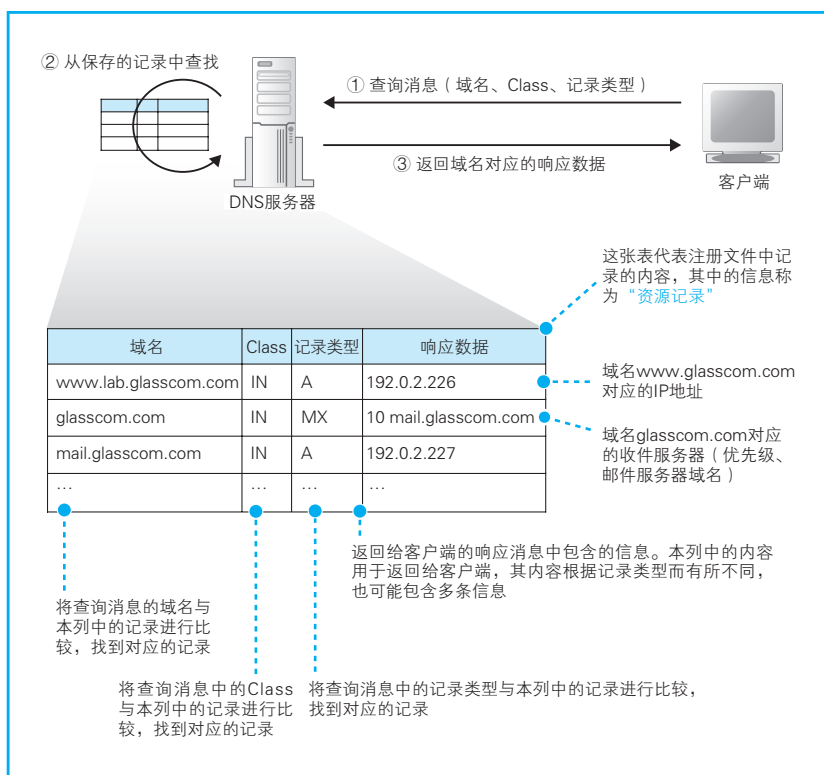 ② 从保存的记录中查找
① 查询消息（域名、Class、记录类型）
③ 返回域名对应的响应数据
DNS服务器
客户端
这张表代表注册文件中记
录的内容，其中的信息称
为“资源记录”
域名 Class 记录类型 响应数据
www.lab.glasscom.com IN A 192.0.2.226
glasscom.com IN MX 10 mail.glasscom.com
mail.glasscom.com IN A 192.0.2.227
… … … …
域名www.glasscom.com
对应的IP地址
域名glasscom.com对应
的收件服务器（优先级、
邮件服务器域名）
返回给客户端的响应消息中包含的信息。本列中的内容
用于返回给客户端，其内容根据记录类型而有所不同，
也可能包含多条信息
将查询消息的域名与
本列中的记录进行比
较，找到对应的记录
将查询消息中的Class
与本列中的记录进行比
较，找到对应的记录
将查询消息中的记录类型与本列中的记录进行比较，
找到对应的记录